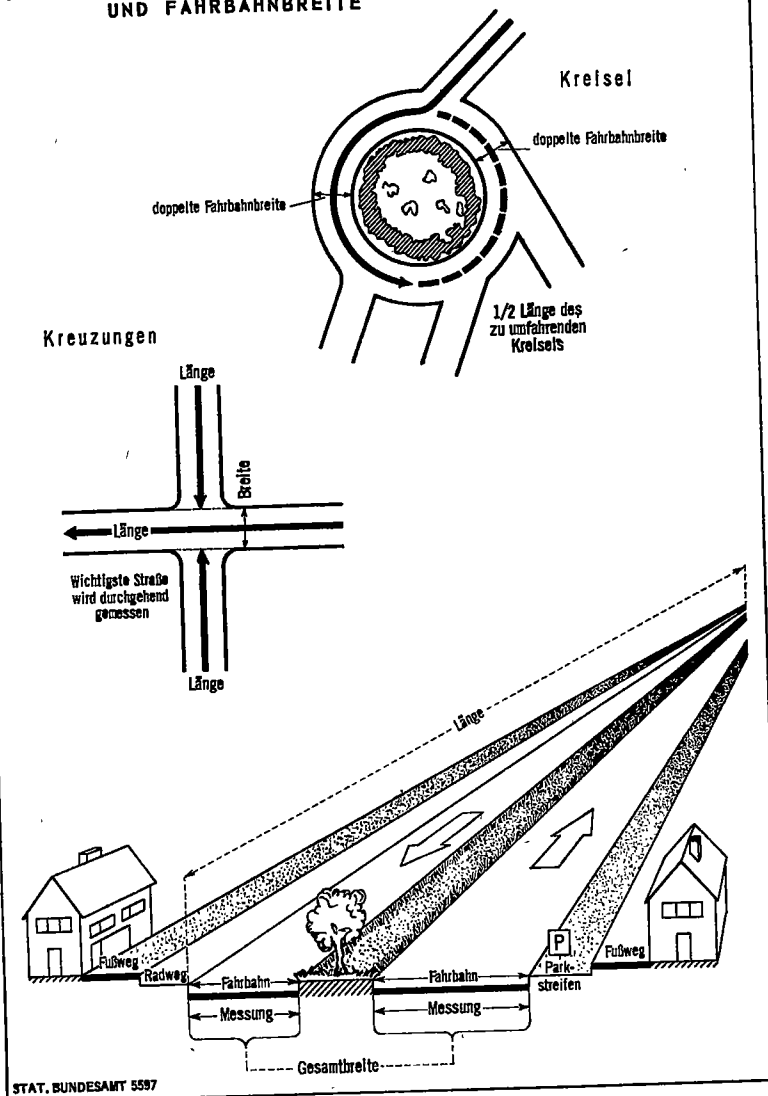 UND FAHRBAHNBREITE
Kreisel
doppelte Fahrbahnbreite
doppelte Fahrbahnbreite
1/2 Länge des
zu umfahrenden
Kreisels
Kreuzungen
Länge
Breite
Länge
Wichtigste Straße
wird durchgehend
gemessen
Länge
Länge
P
Fußweg
Radweg
Fahrbahn
Fahrbahn
Park-
streifen
Fußweg
Messung
Messung
Gesamtbreite
STAT. BUNDESAMT 5597